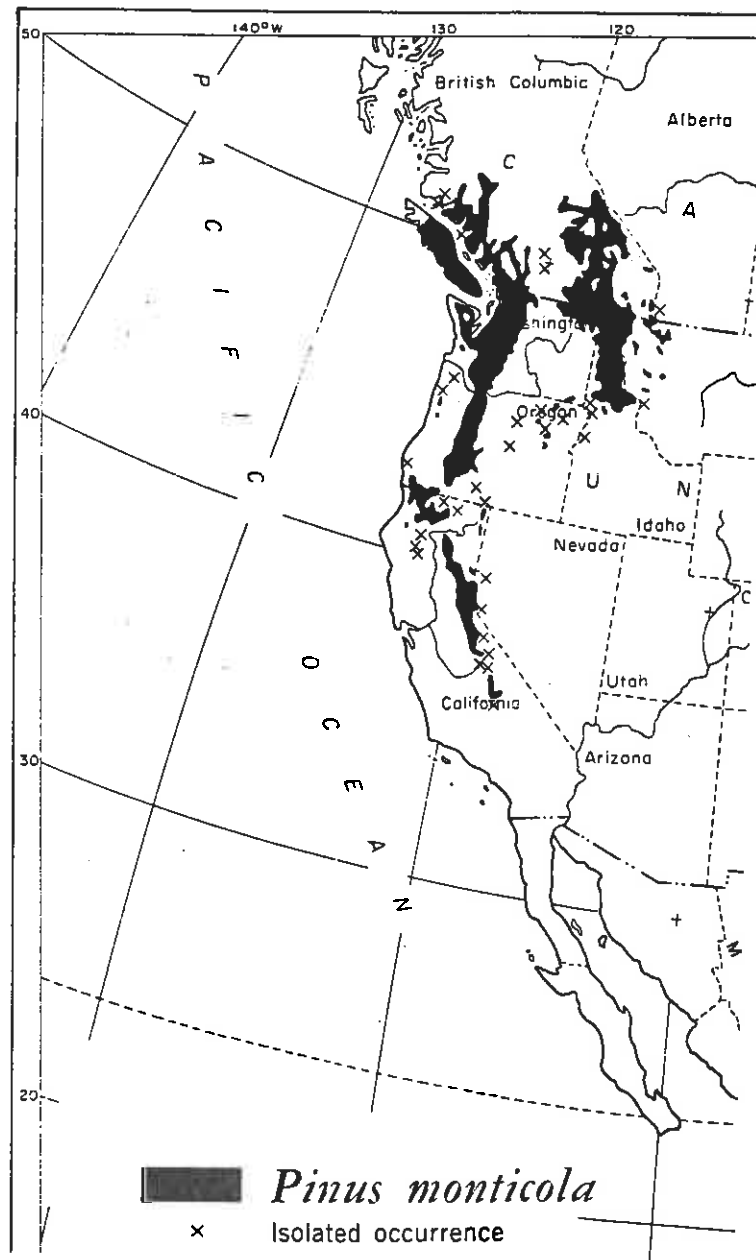 50 140°W 130 120
British Columbic
Alberta
P A C I F I C
C
A
shingto
Oregon
40
U
N
Idaho
Nevada
O C E A N
Utah
California
30
Arizona
M
20
Pinus monticola
× Isolated occurrence